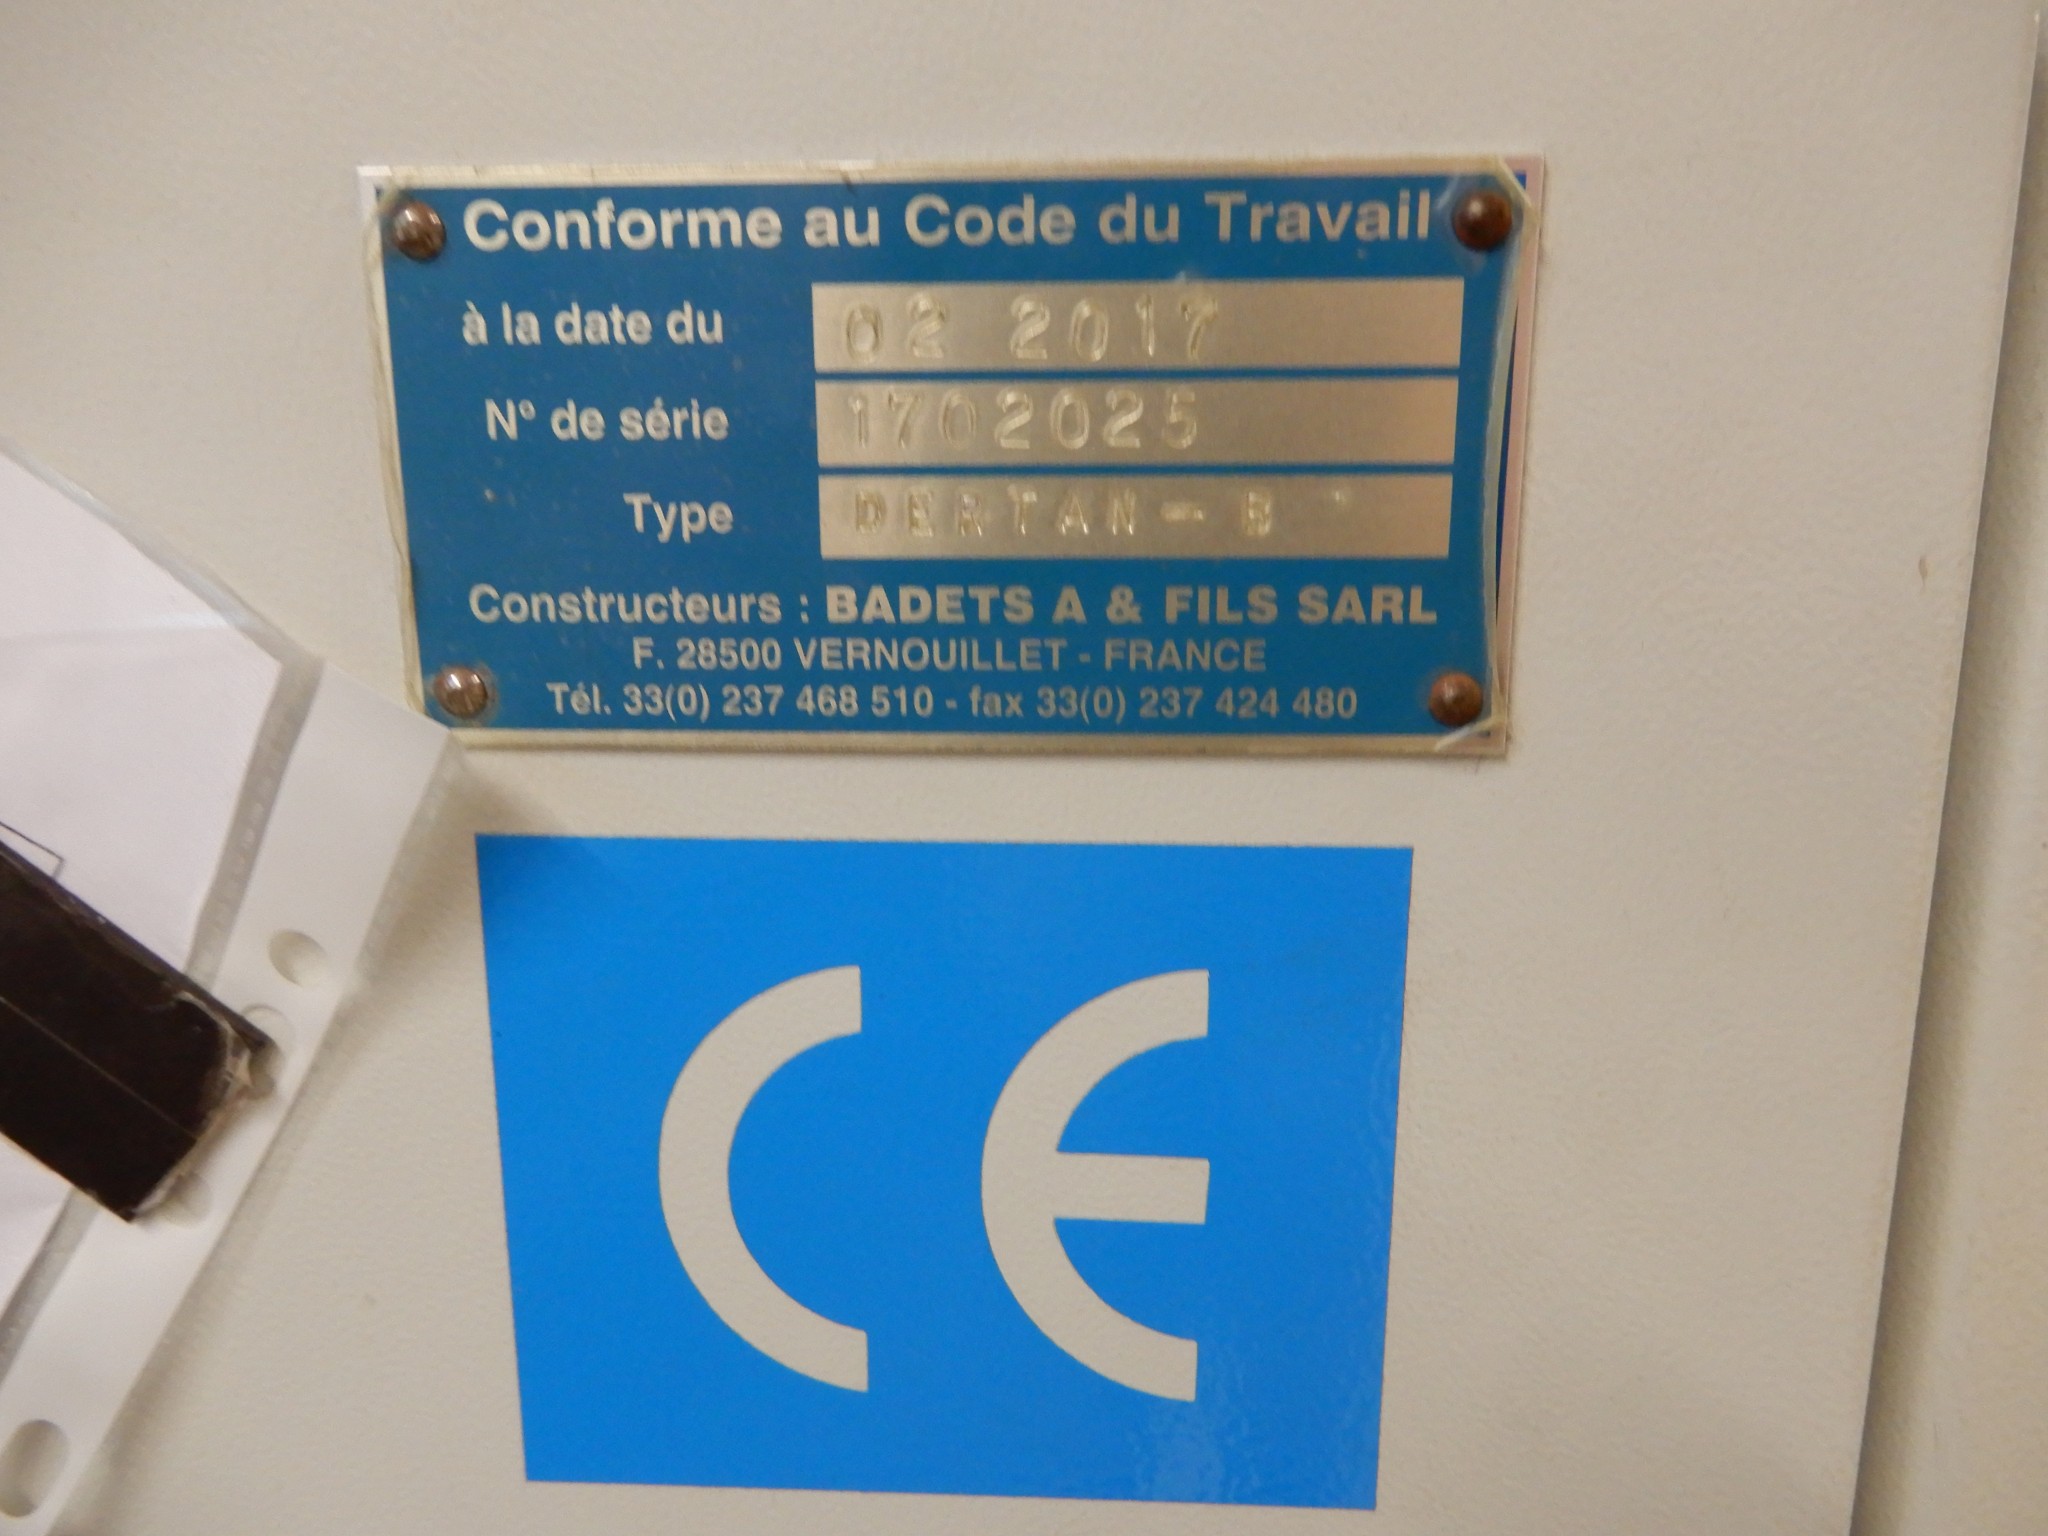 Conforme au Code du Travail
à la date du 02 2017
N° de série 1702025
Type DERTAN-B
Constructeurs : BADETS A & FILS SARL
F. 28500 VERNOUILLET - FRANCE
Tél. 33(0) 237 468 510 - fax 33(0) 237 424 480
CE